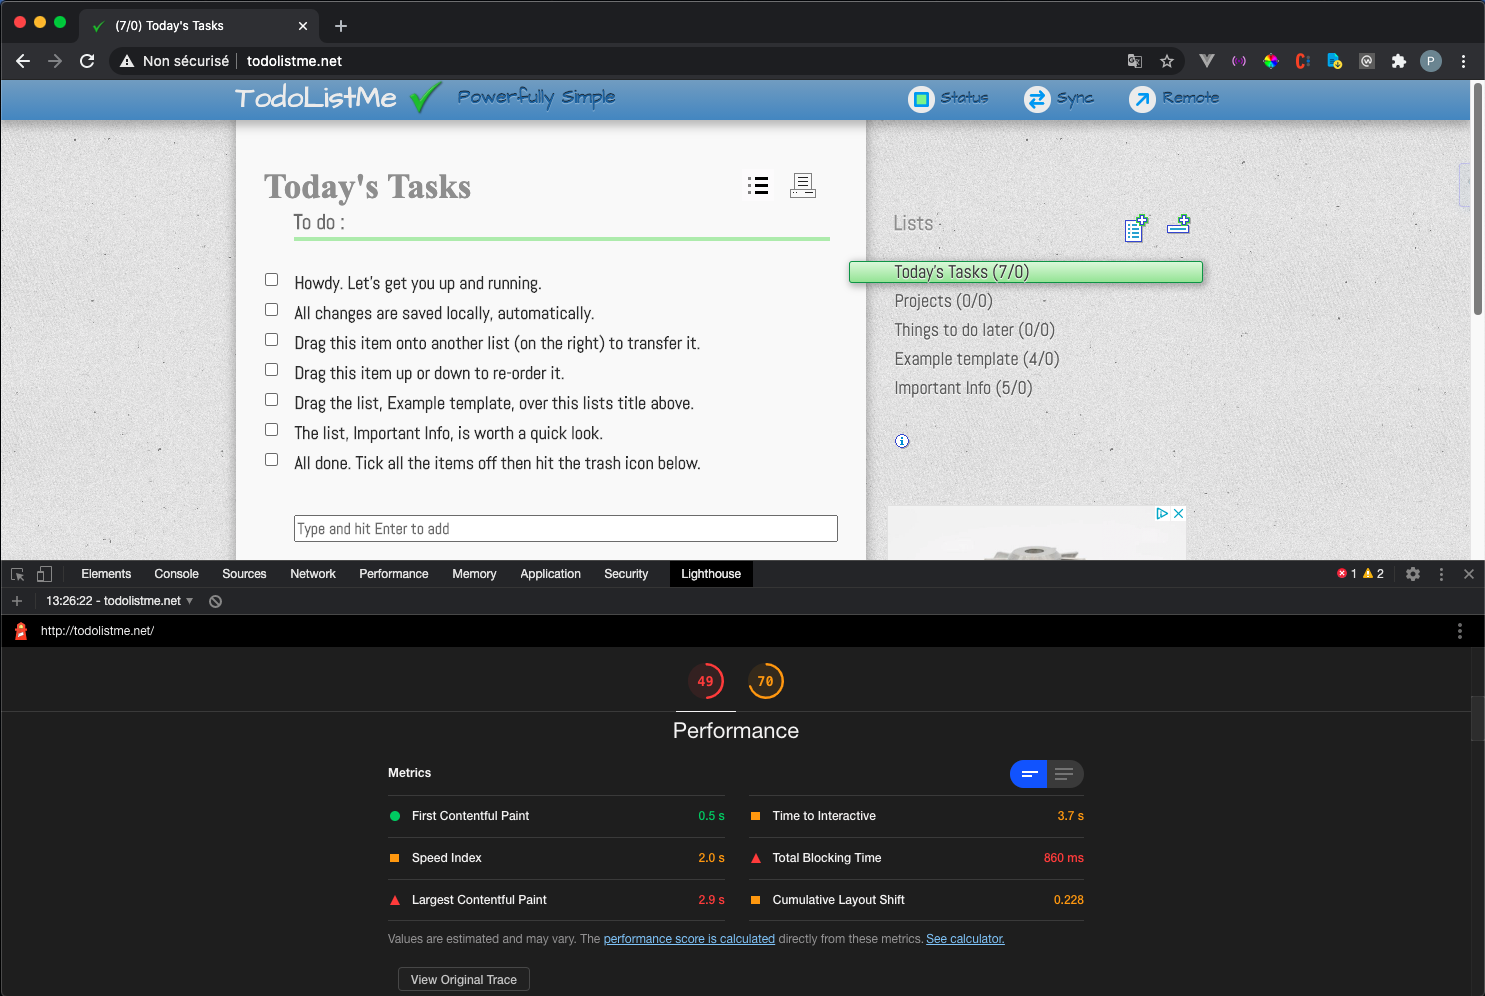 (7/0) Today's Tasks
Non sécurisé todolistme.net
P
TodoListMe Powerfully Simple Status Sync Remote
Today's Tasks
To do :
Howdy. Let's get you up and running.
All changes are saved locally, automatically.
Drag this item onto another list (on the right) to transfer it.
Drag this item up or down to re-order it.
Drag the list, Example template, over this lists title above.
The list, Important Info, is worth a quick look.
All done. Tick all the items off then hit the trash icon below.
Type and hit Enter to add
Lists
Today's Tasks (7/0)
Projects (0/0)
Things to do later (0/0)
Example template (4/0)
Important Info (5/0)
Elements Console Sources Network Performance Memory Application Security Lighthouse 1 2
13:26:22 - todolistme.net
http://todolistme.net/
49 70
Performance
Metrics
First Contentful Paint 0.5 s
Time to Interactive 3.7 s
Speed Index 2.0 s
Total Blocking Time 860 ms
Largest Contentful Paint 2.9 s
Cumulative Layout Shift 0.228
Values are estimated and may vary. The performance score is calculated directly from these metrics. See calculator.
View Original Trace